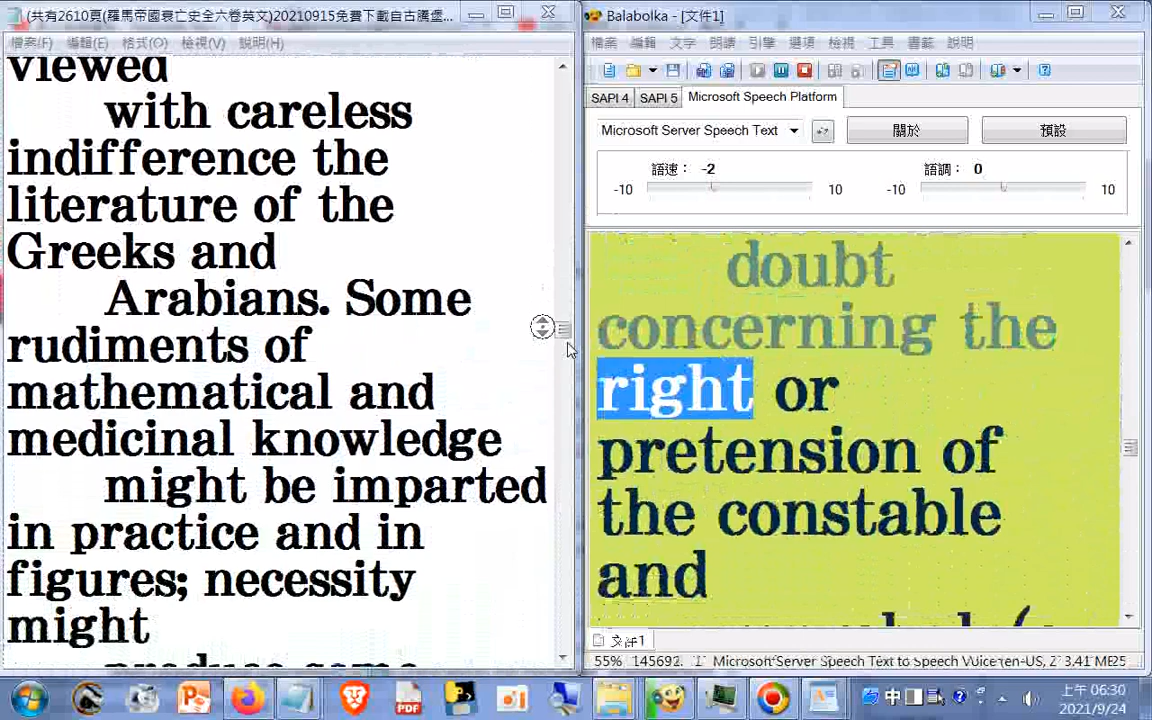 (共有2610頁(羅馬帝國衰亡史全六卷英文)20210915免費下載自古騰堡...
檔案(F) 編輯(E) 格式(O) 檢視(V) 說明(H)
viewed
with careless
indifference the
literature of the
Greeks and
Arabians. Some
rudiments of
mathematical and
medicinal knowledge
might be imparted
in practice and in
figures; necessity
might
produce some
Balabolka - [文件1]
檔案 編輯 文字 朗讀 引擎 選項 檢視 工具 書籤 說明
SAPI 4 SAPI 5 Microsoft Speech Platform
Microsoft Server Speech Text 關於 預設
語速： -2 語調： 0
-10 10 -10 10
doubt
concerning the
right or
pretension of
the constable
and
文件1
55% 145692. Microsoft Server Speech Text to Speech Voice (en-US, Z
中
上午 06:30
2021/9/24